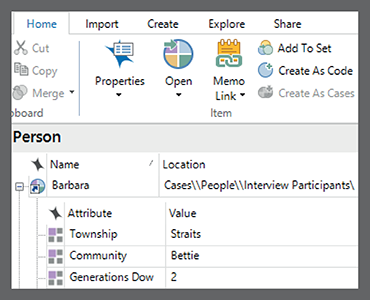 Home Import Create Explore Share
Cut
Copy
Merge
Properties
Open
Memo
Link
Add To Set
Create As Code
Create As Cases
board
Item
Person
Name / Location
Barbara Cases\\People\\Interview Participants\
Attribute Value
Township Straits
Community Bettie
Generations Dow 2